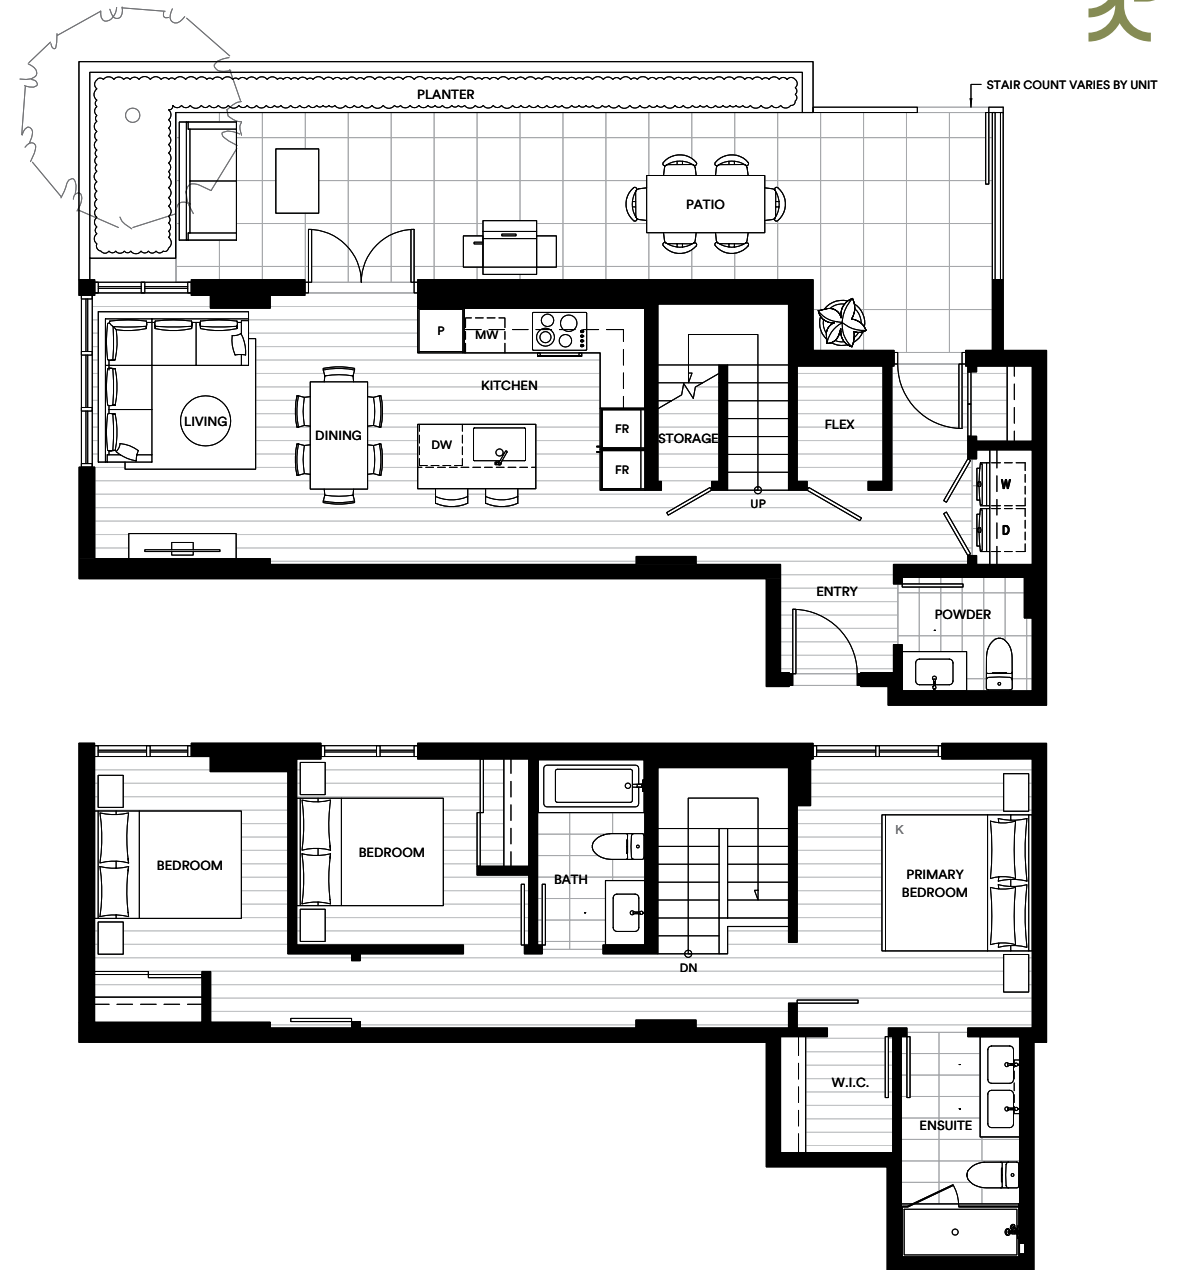 STAIR COUNT VARIES BY UNIT
PLANTER
PATIO
P
MW
KITCHEN
LIVING
DINING
DW
FR
FR
STORAGE
FLEX
UP
W
D
ENTRY
POWDER
BEDROOM
BEDROOM
BATH
K
PRIMARY
BEDROOM
DN
W.I.C.
ENSUITE